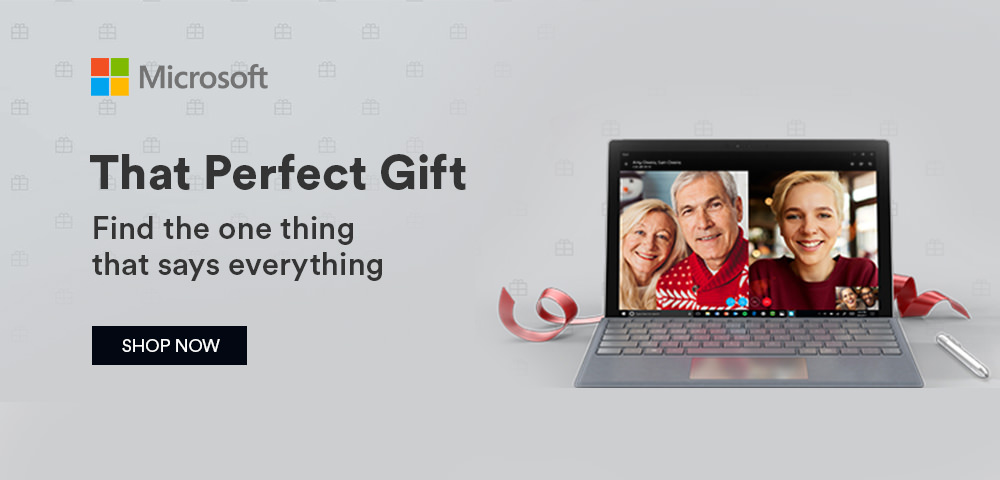 Microsoft
That Perfect Gift
Find the one thing
that says everything
SHOP NOW